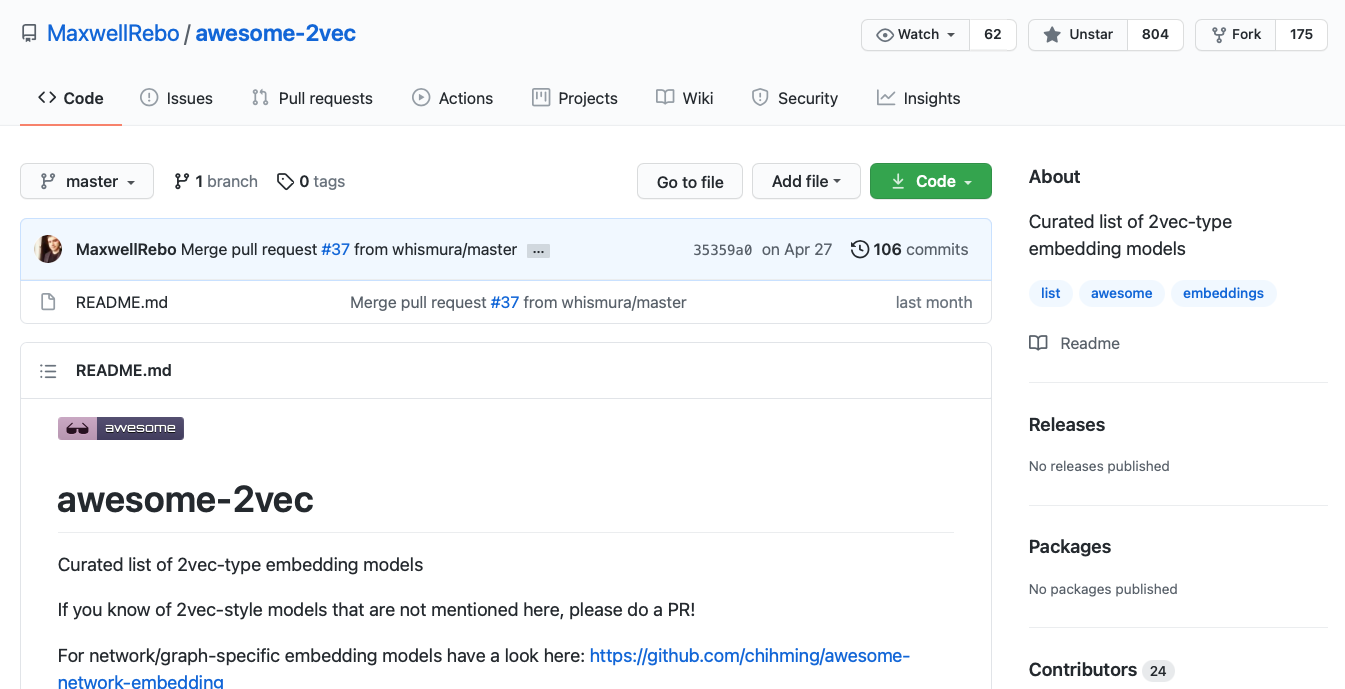 MaxwellRebo / awesome-2vec
Watch 62
Unstar 804
Fork 175
Code
Issues
Pull requests
Actions
Projects
Wiki
Security
Insights
master
1 branch
0 tags
Go to file
Add file
Code
MaxwellRebo Merge pull request #37 from whismura/master ... 35359a0 on Apr 27 106 commits
README.md Merge pull request #37 from whismura/master last month
README.md
awesome
awesome-2vec
Curated list of 2vec-type embedding models
If you know of 2vec-style models that are not mentioned here, please do a PR!
For network/graph-specific embedding models have a look here: https://github.com/chihming/awesome-
network-embedding
About
Curated list of 2vec-type
embedding models
list awesome embeddings
Readme
Releases
No releases published
Packages
No packages published
Contributors 24